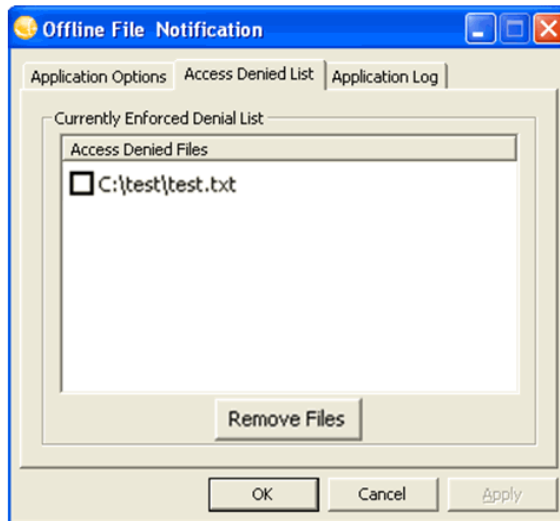 Offline File Notification
Application Options Access Denied List Application Log
Currently Enforced Denial List
Access Denied Files
C:\test\test.txt
Remove Files
OK Cancel Apply